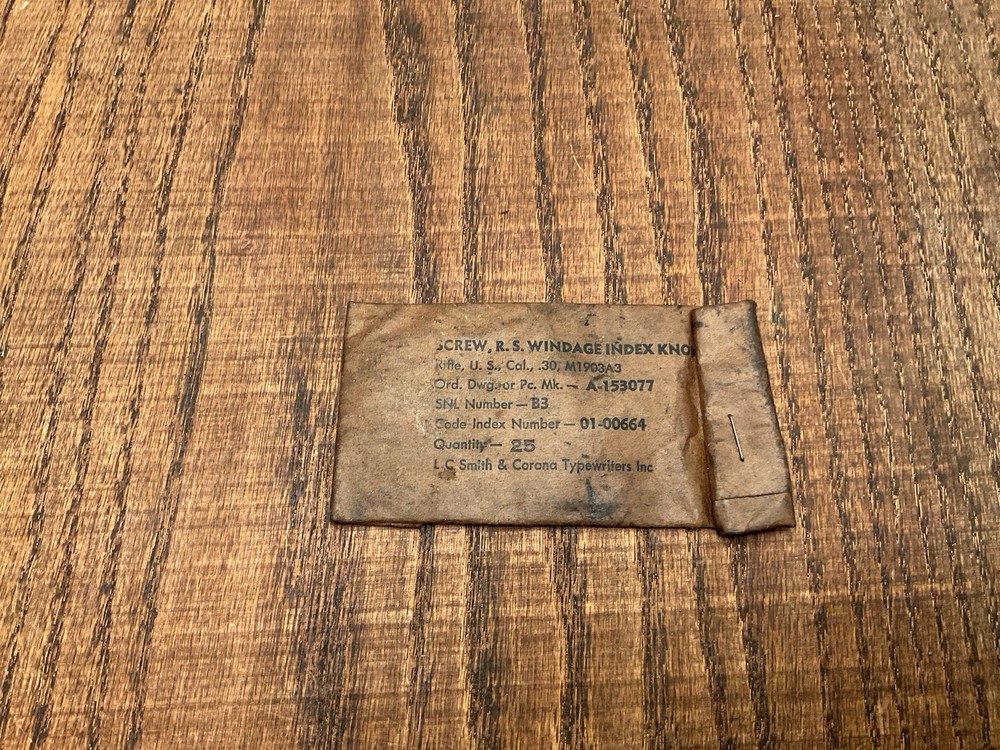 SCREW, R. S. WINDAGE INDEX KNO
Rifle, U. S., Cal., .30, M1903A3
Ord. Dwg. or Pc. Mk. — A-153077
SNL Number — B3
Code Index Number — 01-00664
Quantity — 25
L C Smith & Corona Typewriters Inc